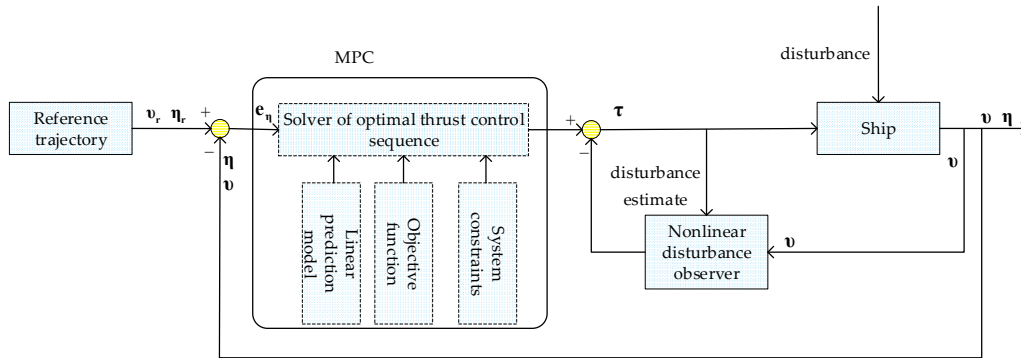 disturbance
MPC
Reference
trajectory
υr ηr
+
−
η
υ
eη
Solver of optimal thrust control
sequence
Linear
prediction
model
Objective
function
System
constraints
+
−
τ
Ship
υ η
υ
disturbance
estimate
Nonlinear
disturbance
observer
υ